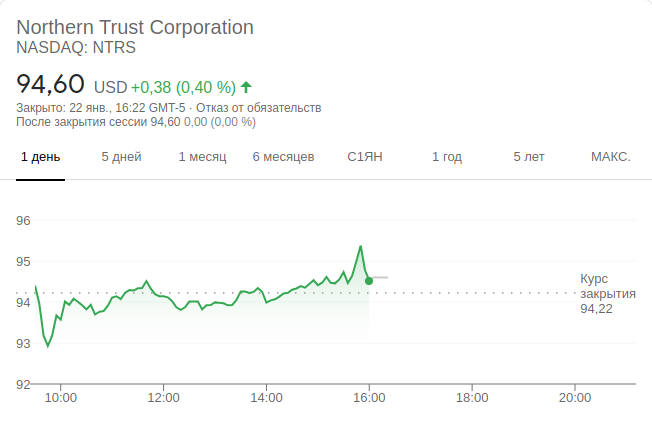 Northern Trust Corporation
NASDAQ: NTRS
94,60 USD +0,38 (0,40 %)
Закрыто: 22 янв., 16:22 GMT-5 · Отказ от обязательств
После закрытия сессии 94,60 0,00 (0,00 %)
1 день 5 дней 1 месяц 6 месяцев С1ЯН 1 год 5 лет МАКС.
96
95
94
93
92
Курс
закрытия
94,22
10:00 12:00 14:00 16:00 18:00 20:00